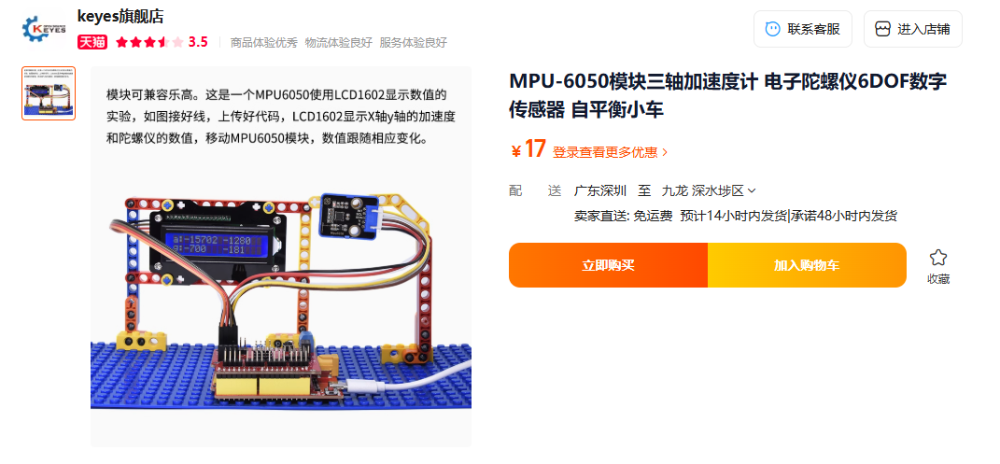 KEYES
keyes旗舰店
天猫 3.5 商品体验优秀 物流体验良好 服务体验良好
联系客服
进入店铺
模块可兼容乐高。这是一个MPU6050使用LCD1602显示数值的
实验，如图接好线，上传好代码，LCD1602显示X轴y轴的加速度
和陀螺仪的数值，移动MPU6050模块，数值跟随相应变化。
a:-15702 -1280
g:-700 -181
MPU-6050模块三轴加速度计 电子陀螺仪6DOF数字
传感器 自平衡小车
￥17 登录查看更多优惠 >
配 送 广东深圳 至 九龙 深水埗区
卖家直送: 免运费 预计14小时内发货|承诺48小时内发货
立即购买
加入购物车
收藏